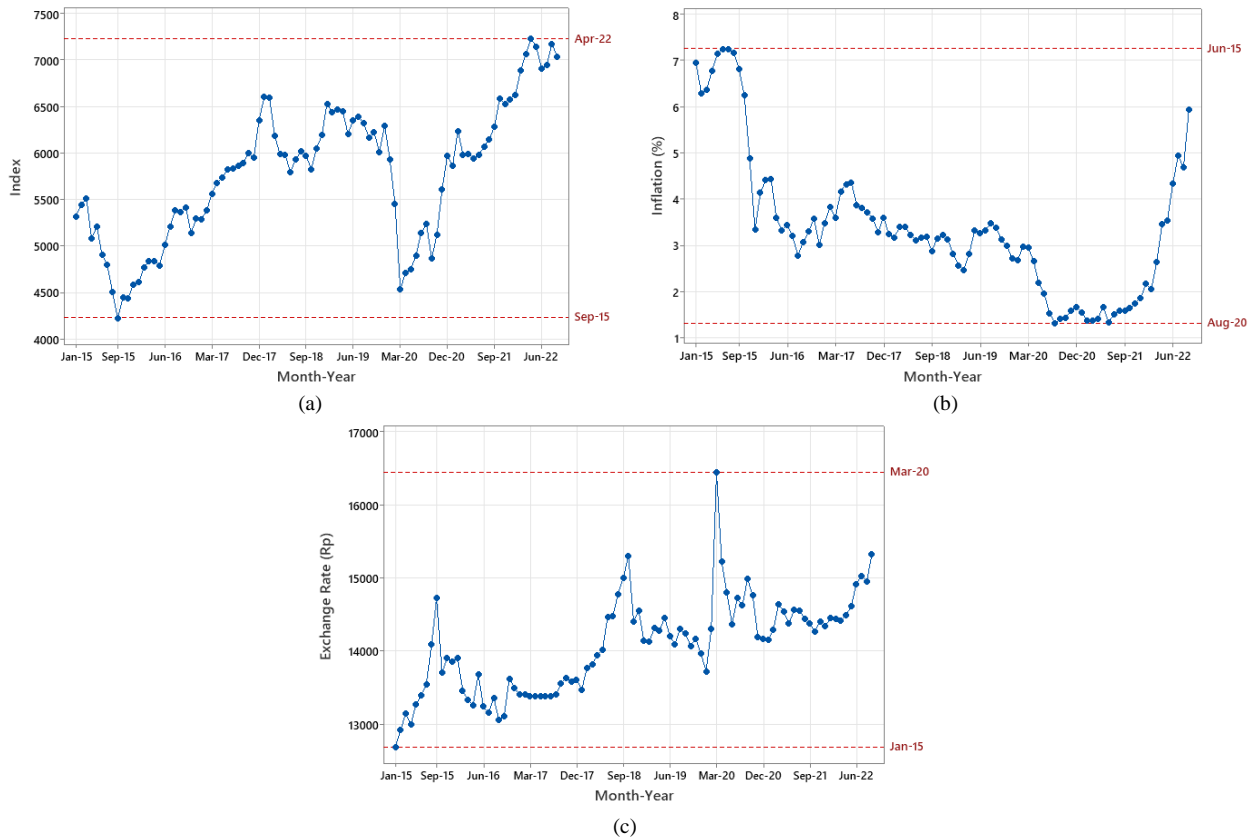 7500
7000
6500
6000
5500
5000
4500
4000
Index
Apr-22
Sep-15
Jan-15 Sep-15 Jun-16 Mar-17 Dec-17 Sep-18 Jun-19 Mar-20 Dec-20 Sep-21 Jun-22
Month-Year
(a)
8
7
6
5
4
3
2
1
Inflation (%)
Jun-15
Aug-20
Jan-15 Sep-15 Jun-16 Mar-17 Dec-17 Sep-18 Jun-19 Mar-20 Dec-20 Sep-21 Jun-22
Month-Year
(b)
17000
16000
15000
14000
13000
Exchange Rate (Rp)
Mar-20
Jan-15
Jan-15 Sep-15 Jun-16 Mar-17 Dec-17 Sep-18 Jun-19 Mar-20 Dec-20 Sep-21 Jun-22
Month-Year
(c)